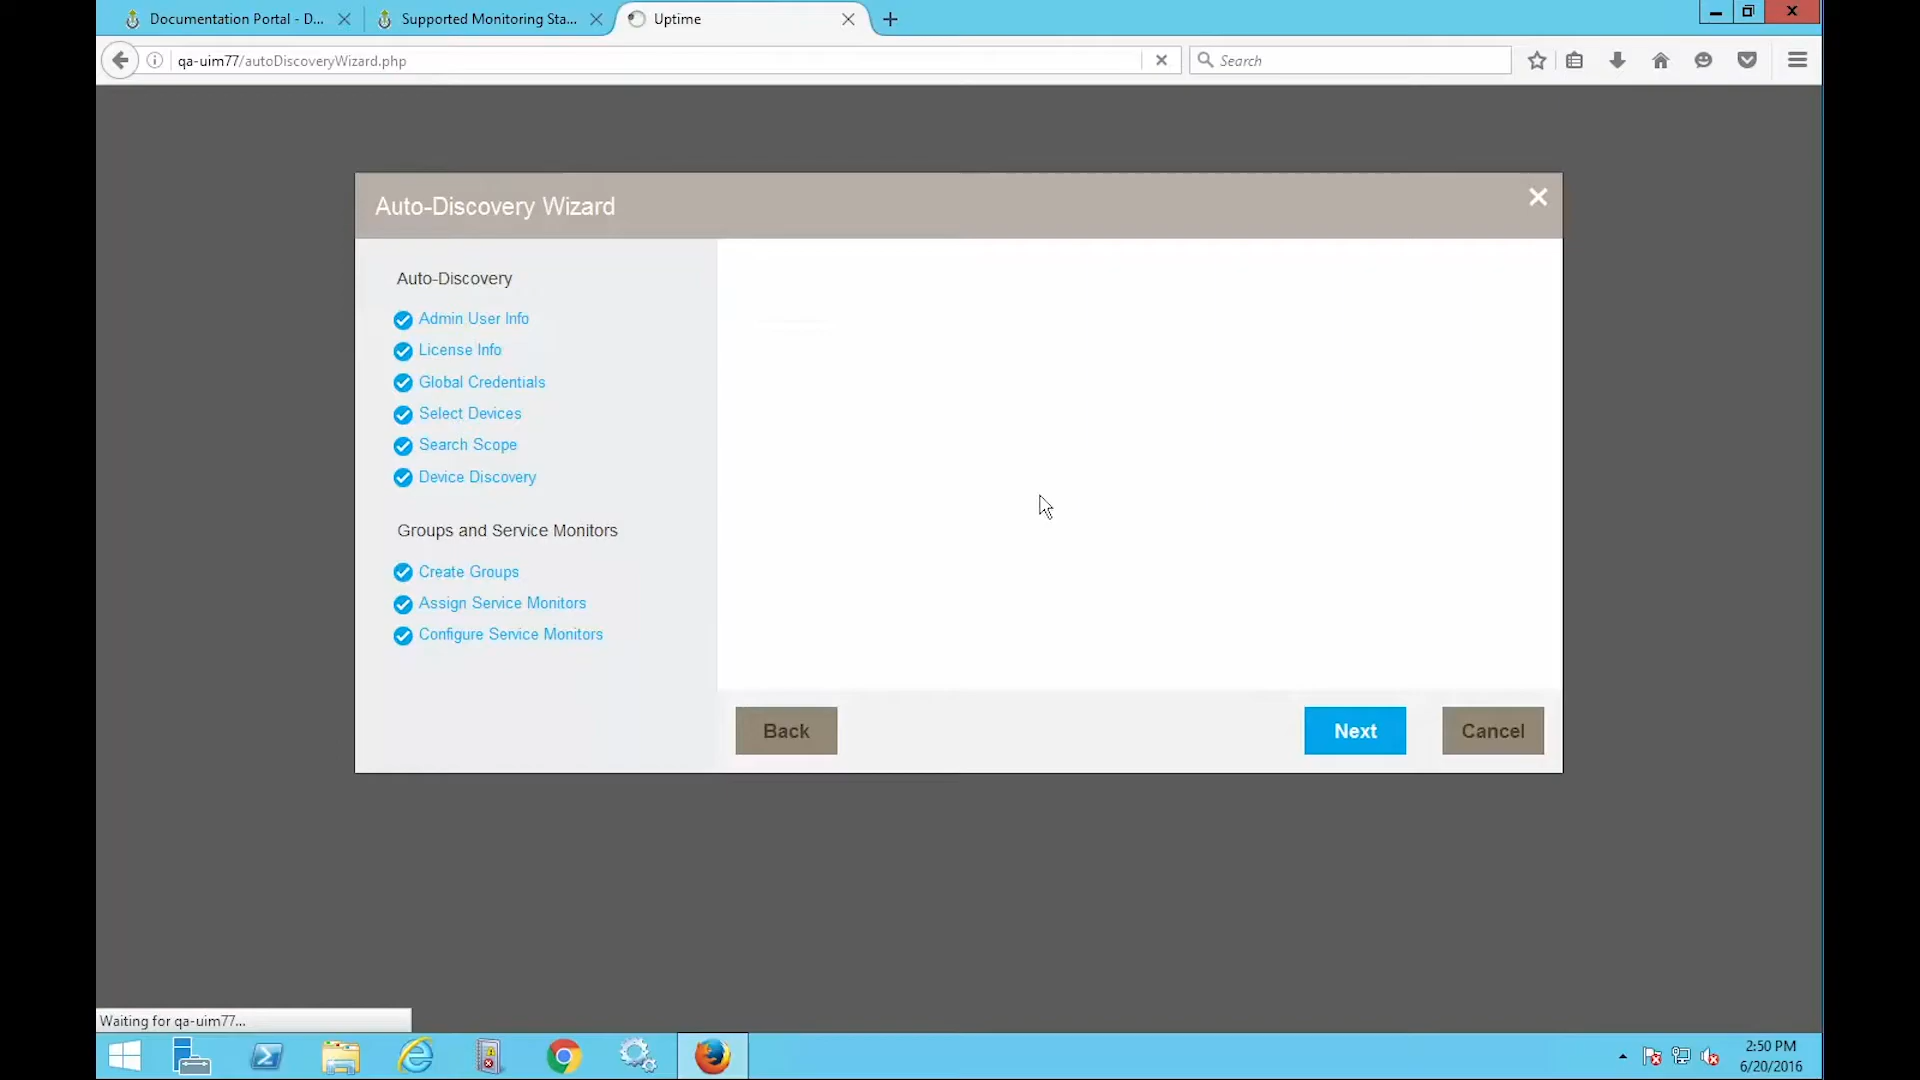 Documentation Portal - D...
Supported Monitoring Sta...
Uptime
qa-uim77/autoDiscoveryWizard.php
Search
Auto-Discovery Wizard
Auto-Discovery
Admin User Info
License Info
Global Credentials
Select Devices
Search Scope
Device Discovery
Groups and Service Monitors
Create Groups
Assign Service Monitors
Configure Service Monitors
Back
Next
Cancel
Waiting for qa-uim77...
2:50 PM
6/20/2016